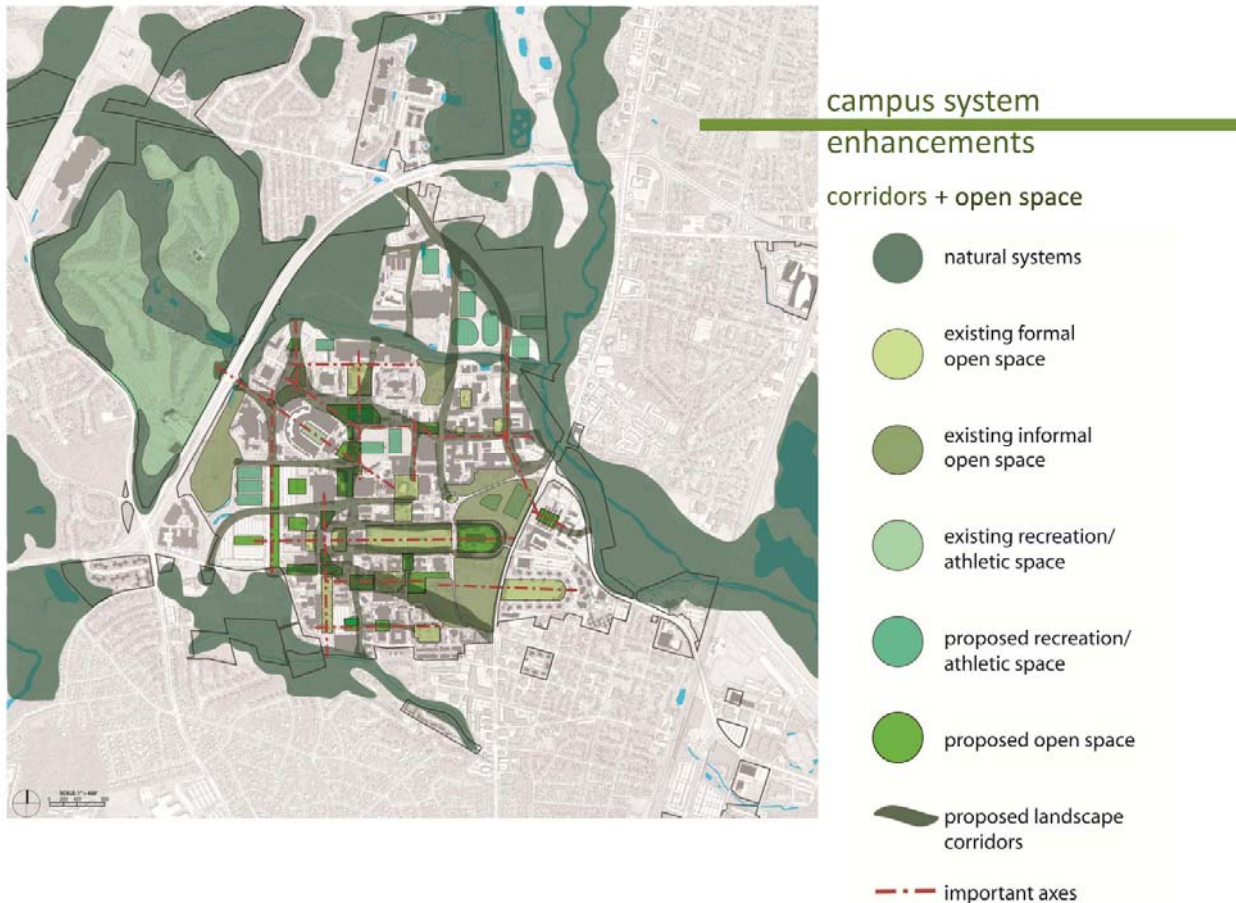 campus system
enhancements
corridors + open space
natural systems
existing formal
open space
existing informal
open space
existing recreation/
athletic space
proposed recreation/
athletic space
proposed open space
proposed landscape
corridors
important axes